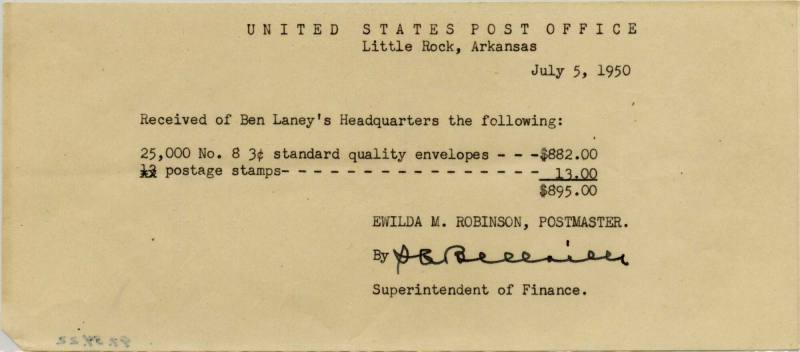 UNITED STATES POST OFFICE
Little Rock, Arkansas
July 5, 1950
Received of Ben Laney's Headquarters the following:
25,000 No. 8 3¢ standard quality envelopes - - -$882.00
postage stamps- - - - - - - - - - - - - - - - - 13.00
$895.00
EWILDA M. ROBINSON, POSTMASTER.
By
Superintendent of Finance.